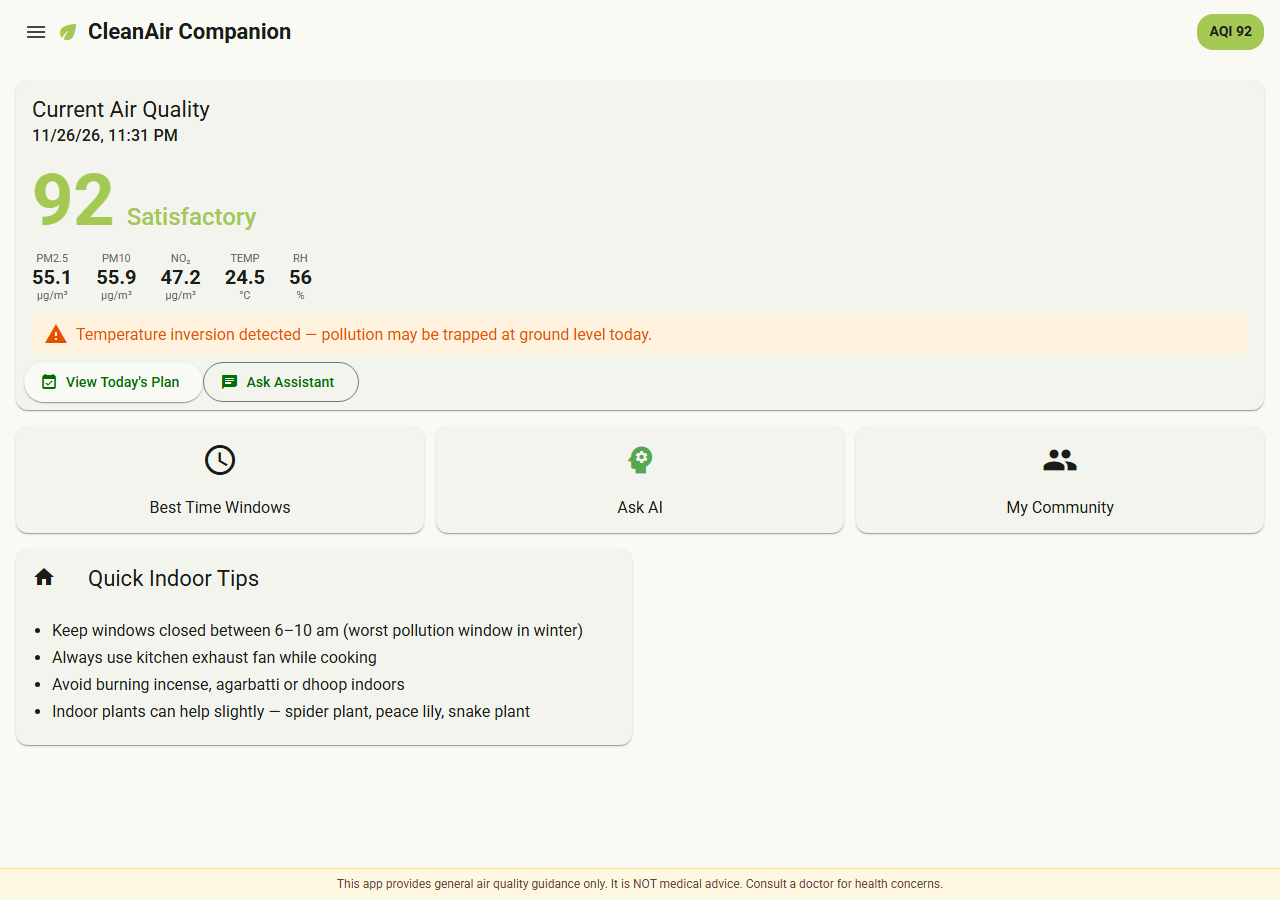 CleanAir Companion
AQI 92
Current Air Quality
11/26/26, 11:31 PM
92 Satisfactory
PM2.5 PM10 NO₂ TEMP RH
55.1 55.9 47.2 24.5 56
µg/m³ µg/m³ µg/m³ °C %
Temperature inversion detected — pollution may be trapped at ground level today.
View Today's Plan Ask Assistant
Best Time Windows Ask AI My Community
Quick Indoor Tips
• Keep windows closed between 6–10 am (worst pollution window in winter)
• Always use kitchen exhaust fan while cooking
• Avoid burning incense, agarbatti or dhoop indoors
• Indoor plants can help slightly — spider plant, peace lily, snake plant
This app provides general air quality guidance only. It is NOT medical advice. Consult a doctor for health concerns.